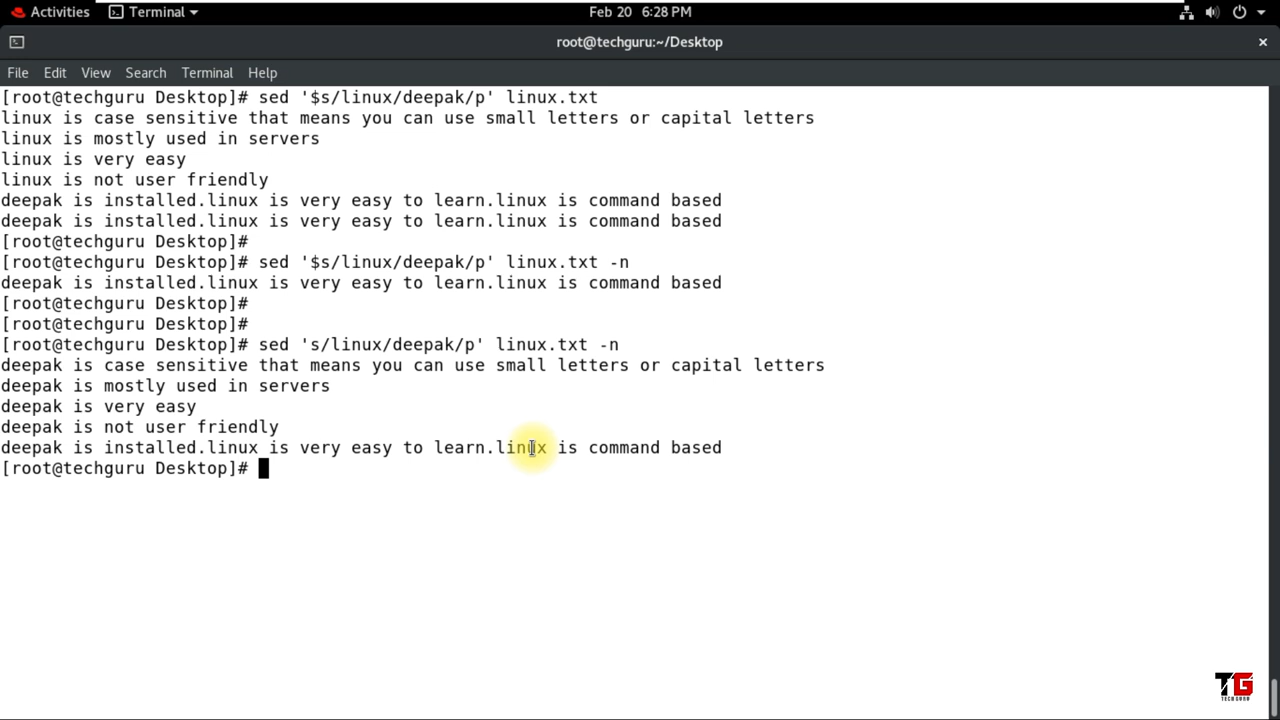 Activities Terminal Feb 20 6:28 PM
root@techguru:~/Desktop
File Edit View Search Terminal Help
[root@techguru Desktop]# sed '$s/linux/deepak/p' linux.txt
linux is case sensitive that means you can use small letters or capital letters
linux is mostly used in servers
linux is very easy
linux is not user friendly
deepak is installed.linux is very easy to learn.linux is command based
deepak is installed.linux is very easy to learn.linux is command based
[root@techguru Desktop]#
[root@techguru Desktop]# sed '$s/linux/deepak/p' linux.txt -n
deepak is installed.linux is very easy to learn.linux is command based
[root@techguru Desktop]#
[root@techguru Desktop]#
[root@techguru Desktop]# sed 's/linux/deepak/p' linux.txt -n
deepak is case sensitive that means you can use small letters or capital letters
deepak is mostly used in servers
deepak is very easy
deepak is not user friendly
deepak is installed.linux is very easy to learn.linux is command based
[root@techguru Desktop]#
TG
TECH GURU